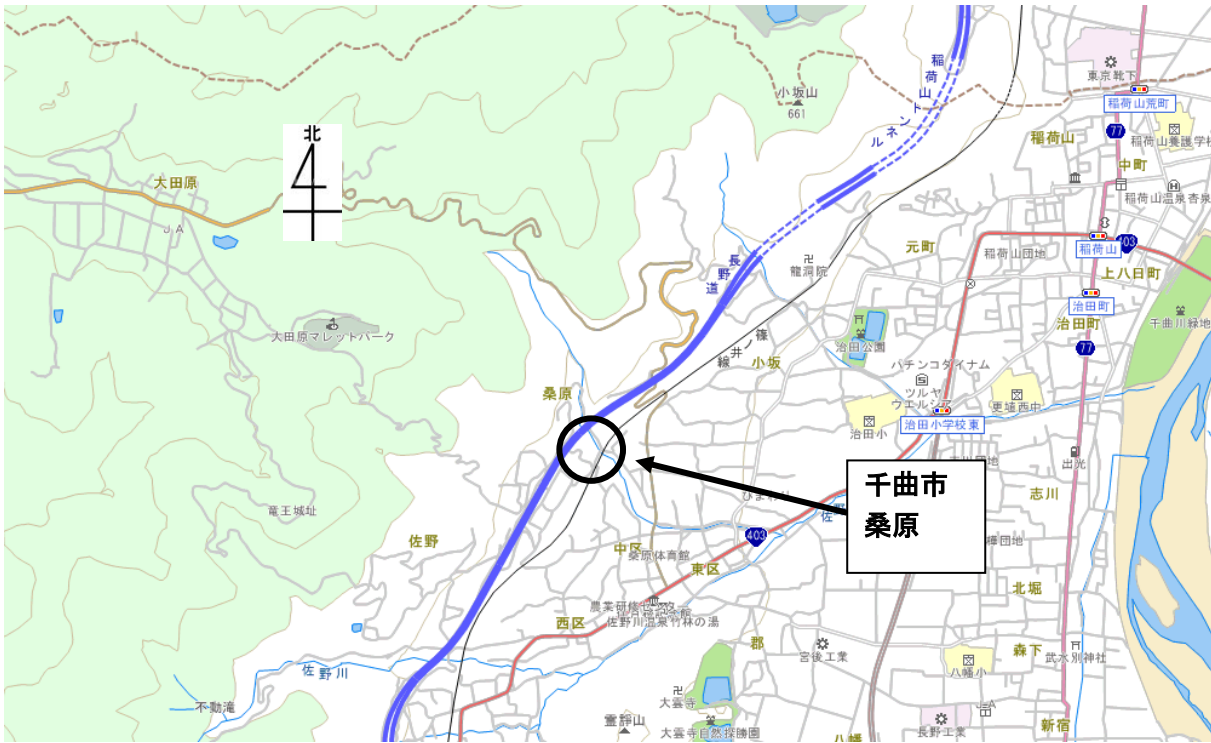 小坂山
661
稲荷山トンネル
東京靴下
稲荷山荒町
77
稲荷山
稲荷山養護学校
中町
北
大田原
JA
稲荷山温泉杏泉
元町
稲荷山団地
稲荷山
403
上八日町
長野道
龍洞院
治田町
治田町
千曲川緑地
77
大田原マレットパーク
治田公園
篠ノ井線
小坂
パチンコダイナム
ツルヤ
ウエルシア
更埴西中
桑原
治田小
治田小学校東
千曲市
桑原
出光
志川
竜王城址
佐野
403
中区
桑原体育館
東区
北堀
農業研修センター
佐野川温泉竹林の湯
西区
郡
宮後工業
森下
武水別神社
八幡小
佐野川
不動滝
大雲寺
JA
霊諍山
大雲寺自然探勝園
八幡
長野工業
新宿